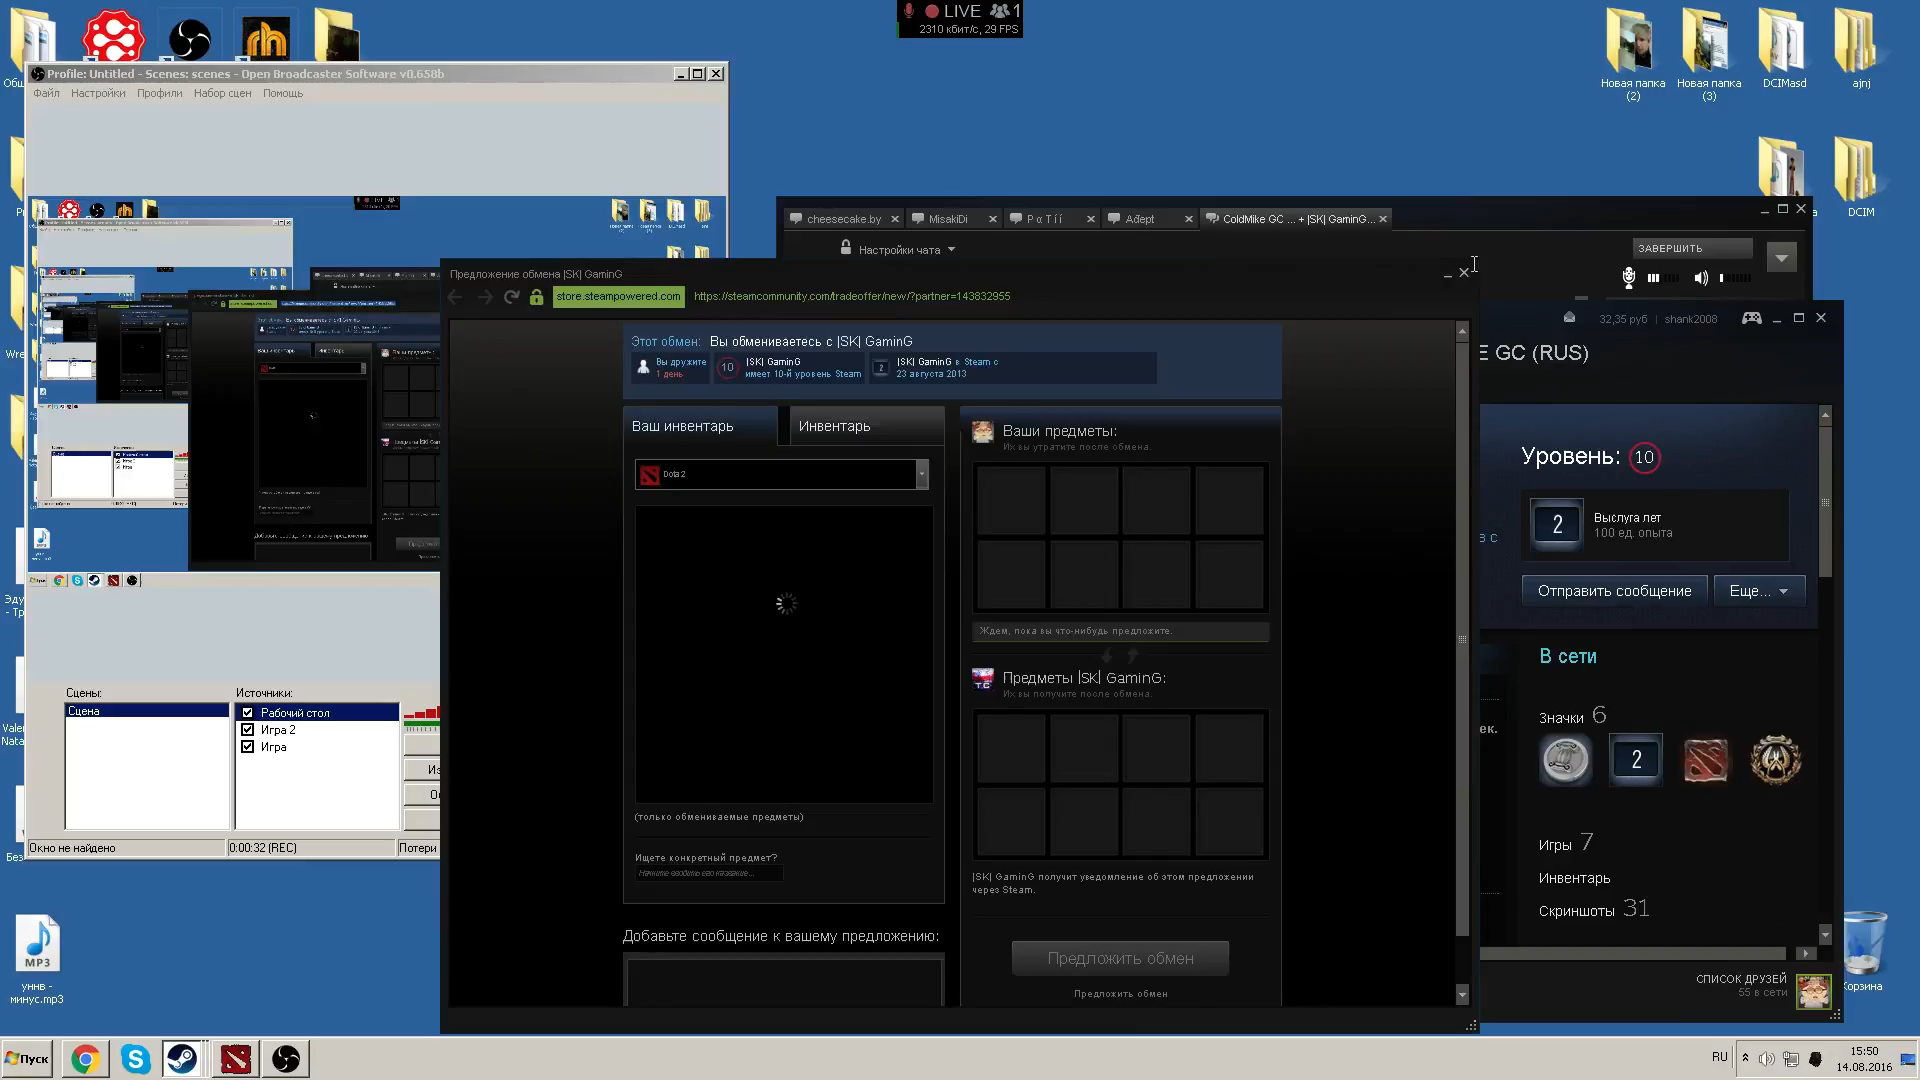 LIVE 1
2310 кбит/с, 29 FPS
Новая папка
(2)
Новая папка
(3)
DCIMasd
ajnj
Profile: Untitled - Scenes: scenes - Open Broadcaster Software v0.658b
Файл Настройки Профили Набор сцен Помощь
DCIM
cheesecake.by
MisakiDi
Adept
ColdMike GC ... + |SK| GaminG...
Настройки чата
ЗАВЕРШИТЬ
Предложение обмена |SK| GaminG
store.steampowered.com
https://steamcommunity.com/tradeoffer/new/?partner=143832955
32,35 руб | shank2008
E GC (RUS)
Этот обмен: Вы обмениваетесь с |SK| GaminG
Вы дружите
1 день
10
|SK| GaminG
имеет 10-й уровень Steam
2
|SK| GaminG в Steam с
23 августа 2013
Ваш инвентарь
Инвентарь
Dota 2
(только обмениваемые предметы)
Ищете конкретный предмет?
Начните вводить его название...
Добавьте сообщение к вашему предложению:
Ваши предметы:
Их вы утратите после обмена.
Ждем, пока вы что-нибудь предложите.
Предметы |SK| GaminG:
Их вы получите после обмена.
|SK| GaminG получит уведомление об этом предложении
через Steam.
Предложить обмен
Предложить обмен
Уровень: 10
2
Выслуга лет
100 ед. опыта
в с
Отправить сообщение
Еще...
В сети
Значки 6
ек.
2
Игры 7
Инвентарь
Скриншоты 31
СПИСОК ДРУЗЕЙ
55 в сети
Корзина
Сцены:
Сцена
Источники:
Рабочий стол
Игра 2
Игра
Окно не найдено
0:00:32 (REC)
Потери
MP3
уннв -
минус.mp3
Пуск
RU
15:50
14.08.2016